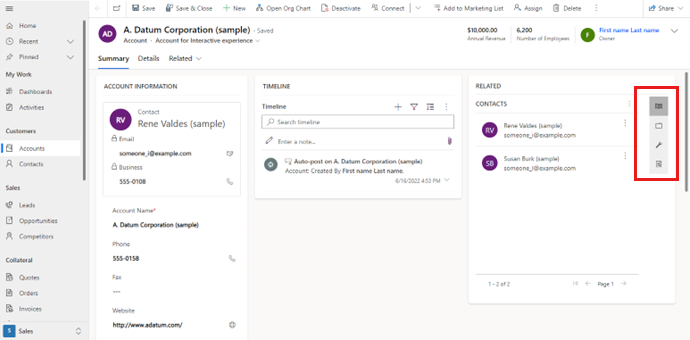 Save
Save & Close
New
Open Org Chart
Deactivate
Connect
Add to Marketing List
Assign
Delete
Share
Home
Recent
Pinned
My Work
Dashboards
Activities
Customers
Accounts
Contacts
Sales
Leads
Opportunities
Competitors
Collateral
Quotes
Orders
Invoices
S Sales
AD
A. Datum Corporation (sample) - Saved
Account · Account for Interactive experience
$10,000.00
Annual Revenue
6,200
Number of Employees
F
First name Last name
Owner
Summary Details Related
ACCOUNT INFORMATION
RV
Contact
Rene Valdes (sample)
Email
someone_i@example.com
Business
555-0108
Account Name*
A. Datum Corporation (sample)
Phone
555-0158
Fax
---
Website
http://www.adatum.com/
TIMELINE
Timeline
Search timeline
Enter a note...
Auto-post on A. Datum Corporation (sample)
Account: Created By First name Last name.
6/16/2022 4:53 PM
RELATED
CONTACTS
RV
Rene Valdes (sample)
someone_i@example.com
SB
Susan Burk (sample)
someone_i@example.com
1 - 2 of 2
Page 1